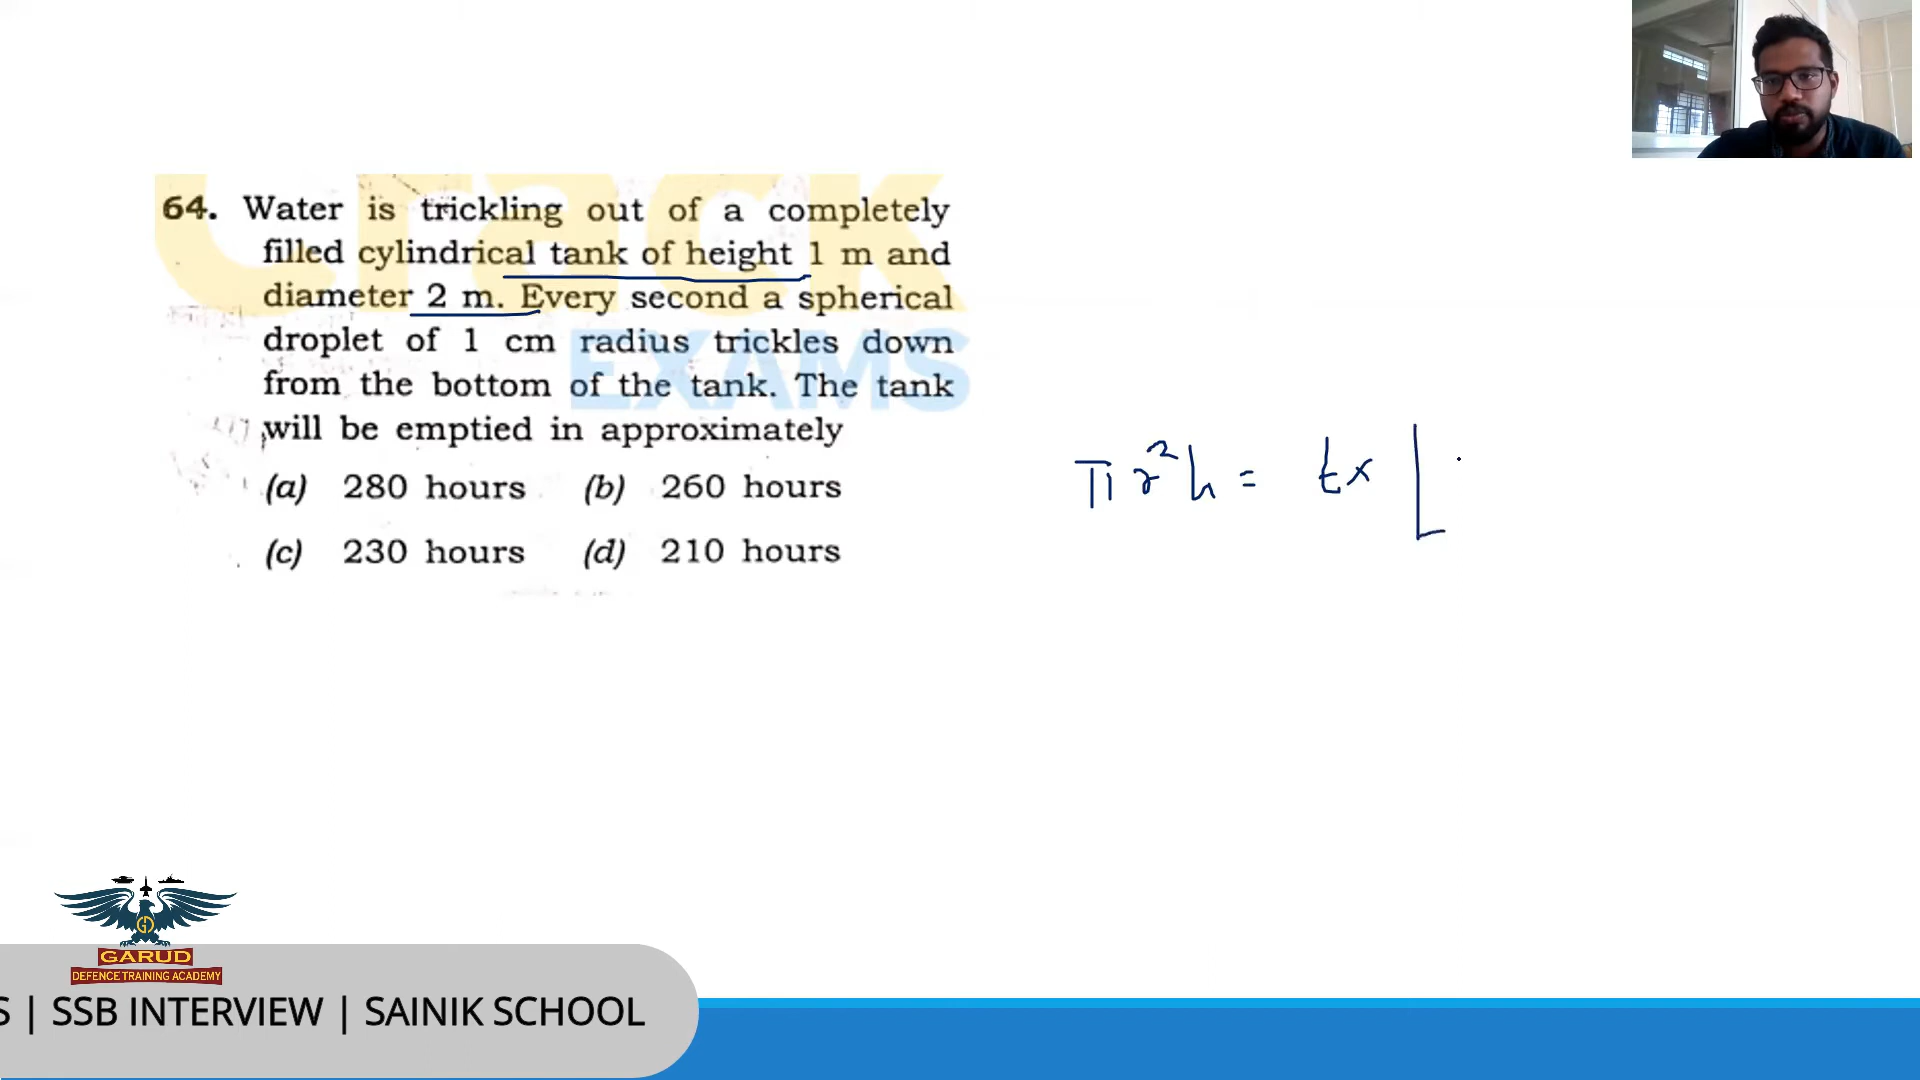 64. Water is trickling out of a completely
filled cylindrical tank of height 1 m and
diameter 2 m. Every second a spherical
droplet of 1 cm radius trickles down
from the bottom of the tank. The tank
will be emptied in approximately
(a) 280 hours (b) 260 hours
(c) 230 hours (d) 210 hours
Crack
EXAMS
πr²h = t× [
GARUD
DEFENCE TRAINING ACADEMY
S | SSB INTERVIEW | SAINIK SCHOOL